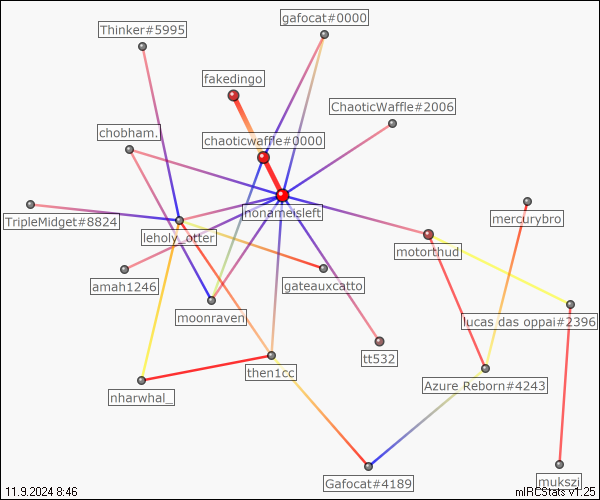 gafocat#0000
Thinker#5995
fakedingo
ChaoticWaffle#2006
chobham.
chaoticwaffle#0000
nonameisleft
mercurybro
TripleMidget#8824
leholy_otter
motorthud
amah1246
gateauxcatto
moonraven
lucas das oppai#2396
tt532
then1cc
Azure Reborn#4243
nharwhal_
Gafocat#4189
mukszi
11.9.2024 8:46
mIRCStats v1.25